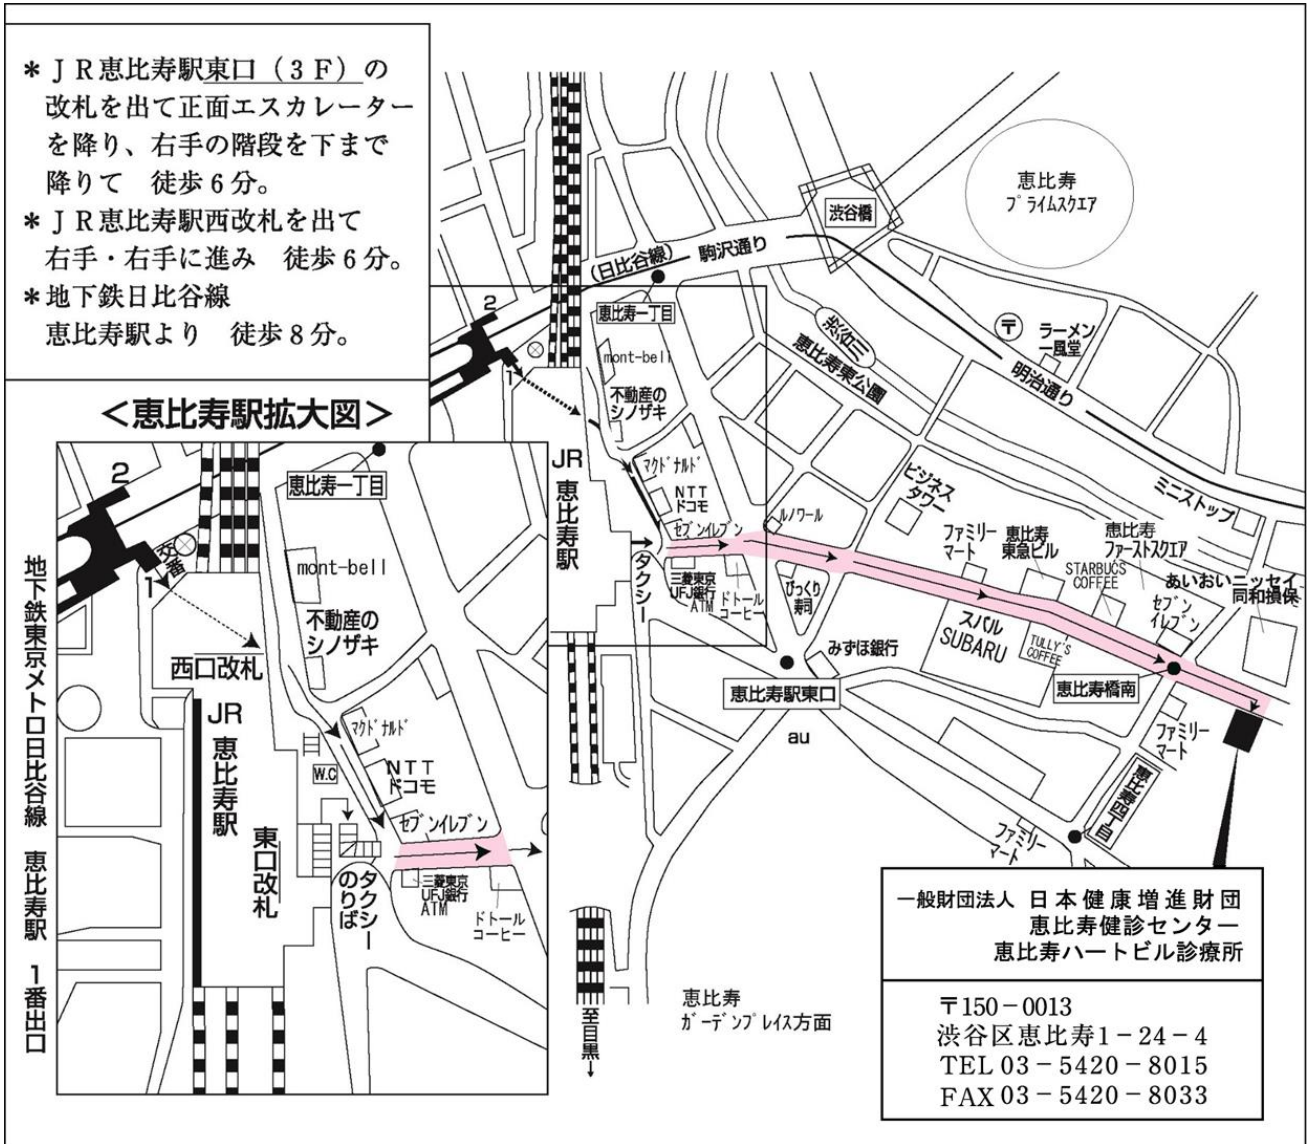 ＊ＪＲ恵比寿駅東口（３Ｆ）の
改札を出て正面エスカレーター
を降り、右手の階段を下まで
降りて　徒歩６分。
＊ＪＲ恵比寿駅西改札を出て
右手・右手に進み　徒歩６分。
＊地下鉄日比谷線
恵比寿駅より　徒歩８分。
＜恵比寿駅拡大図＞
2
恵比寿一丁目
交番
1
mont-bell
不動産の
シノザキ
西口改札
JR
恵比寿駅
マクドナルド
W.C
NTT
ドコモ
セブンイレブン
東口改札
タクシー
のりば
三菱東京
UFJ銀行
ATM
ドトール
コーヒー
地下鉄東京メトロ日比谷線　恵比寿駅　1番出口
渋谷橋
恵比寿
プライムスクエア
(日比谷線)
駒沢通り
2
恵比寿一丁目
渋谷川
恵比寿東公園
〒
ラーメン
一風堂
明治通り
1
mont-bell
不動産の
シノザキ
JR
恵比寿駅
マクドナルド
NTT
ドコモ
セブンイレブン
ルノワール
ビジネス
タワー
ファミリー
マート
恵比寿
東急ビル
恵比寿
ファーストスクエア
ミニストップ
STARBUCS
COFFEE
あいおいニッセイ
同和損保
タクシー
三菱東京
UFJ銀行
ATM
ドトール
コーヒー
びっくり
寿司
スバル
SUBARU
TULLY'S
COFFEE
セブン
イレブン
みずほ銀行
恵比寿駅東口
恵比寿橋南
au
ファミリー
マート
恵比寿四丁目
ファミリー
マート
恵比寿
ガーデンプレイス方面
至目黒→
一般財団法人 日本健康増進財団
恵比寿健診センター
恵比寿ハートビル診療所
〒150－0013
渋谷区恵比寿1－24－4
TEL 03－5420－8015
FAX 03－5420－8033